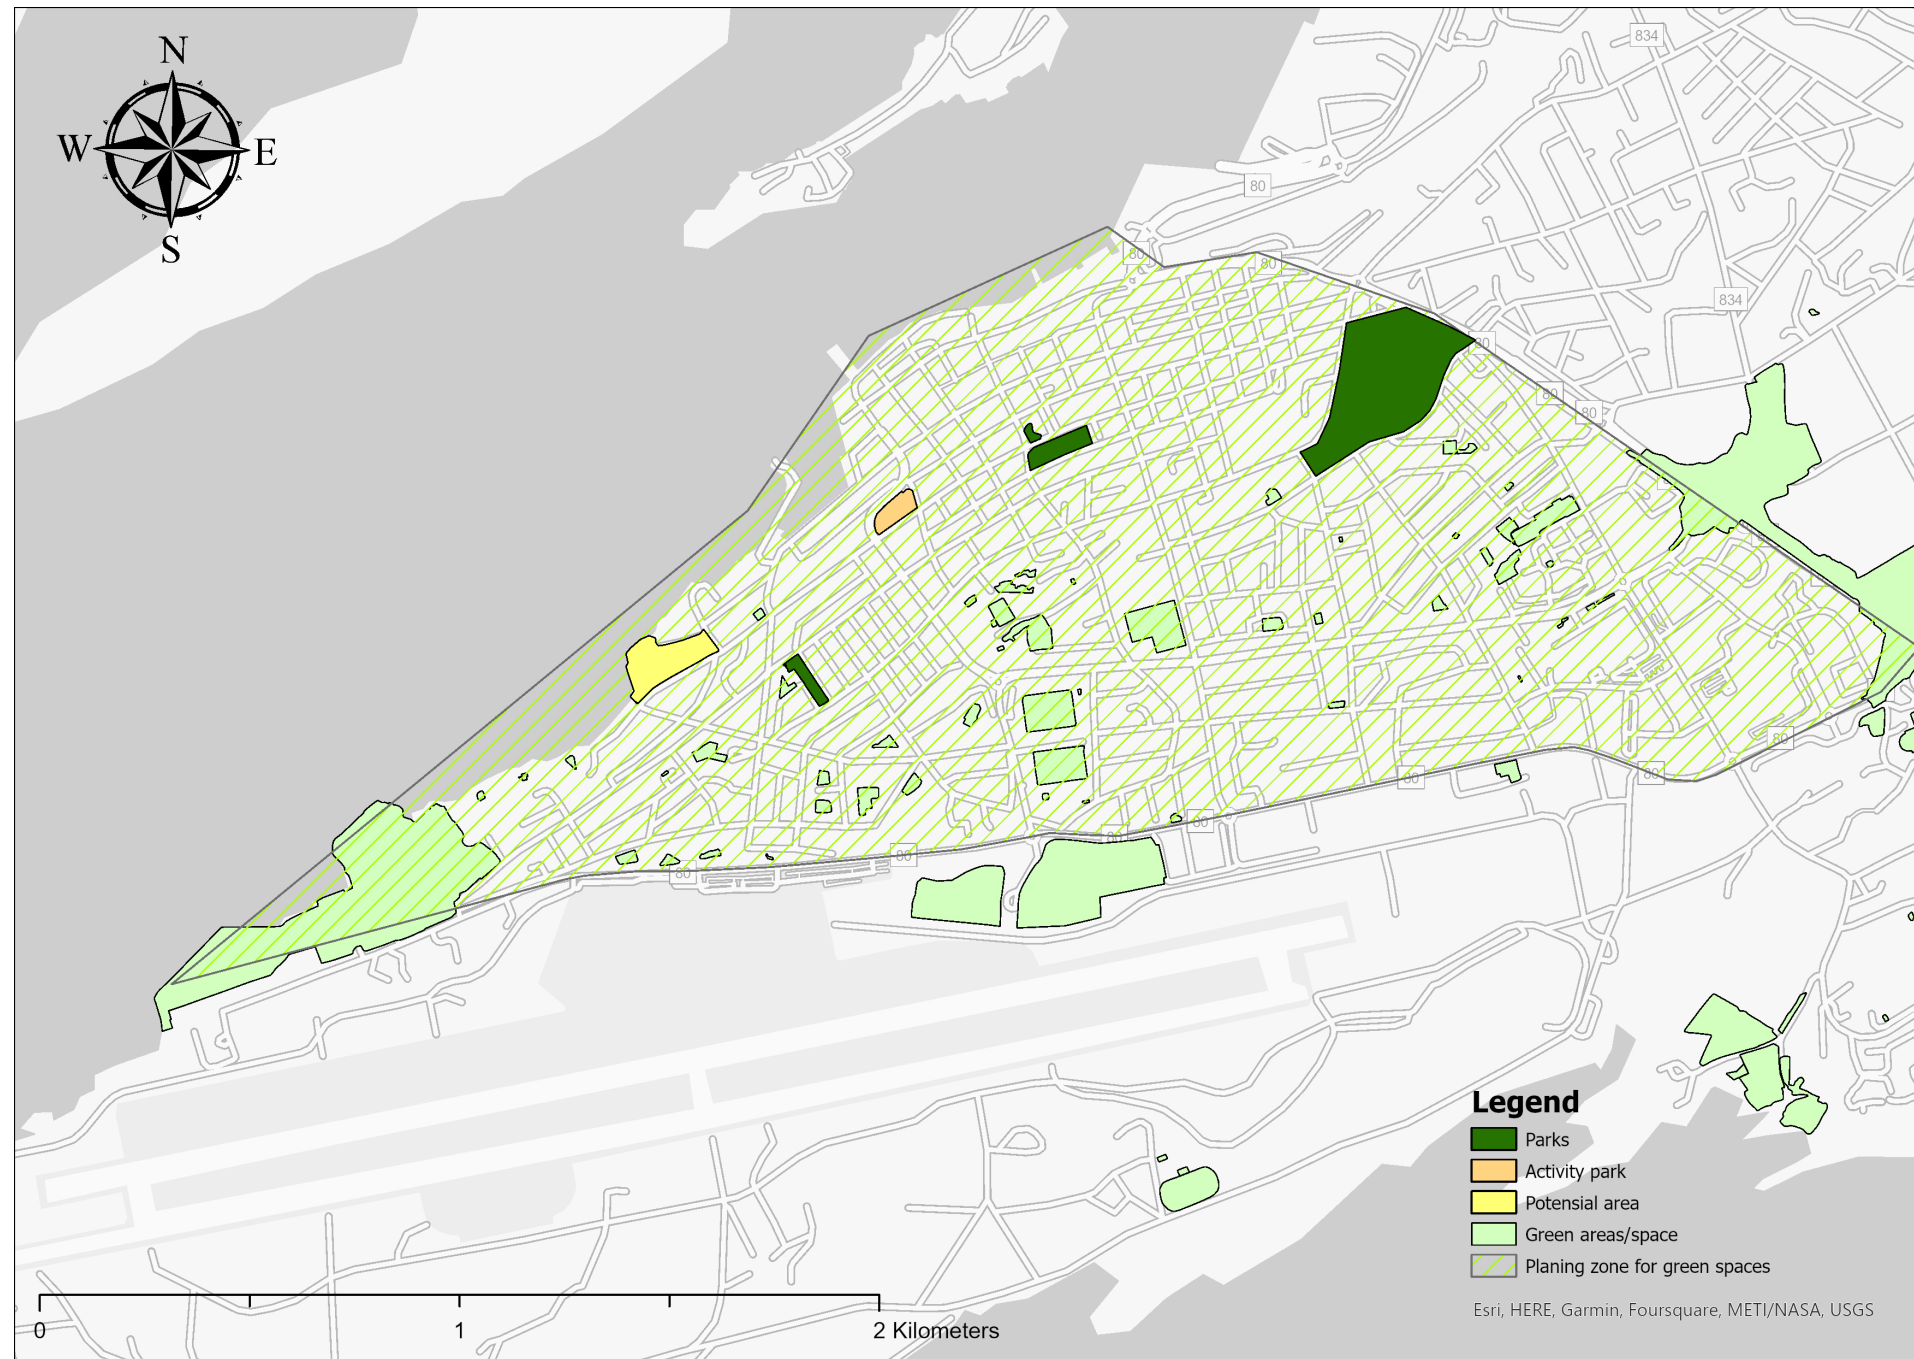 834
N
W
E
S
80
80
80
834
80
80
80
80
80
80
80
80
80
80
80
Legend
Parks
Activity park
Potensial area
Green areas/space
Planing zone for green spaces
Esri, HERE, Garmin, Foursquare, METI/NASA, USGS
0 1 2 Kilometers